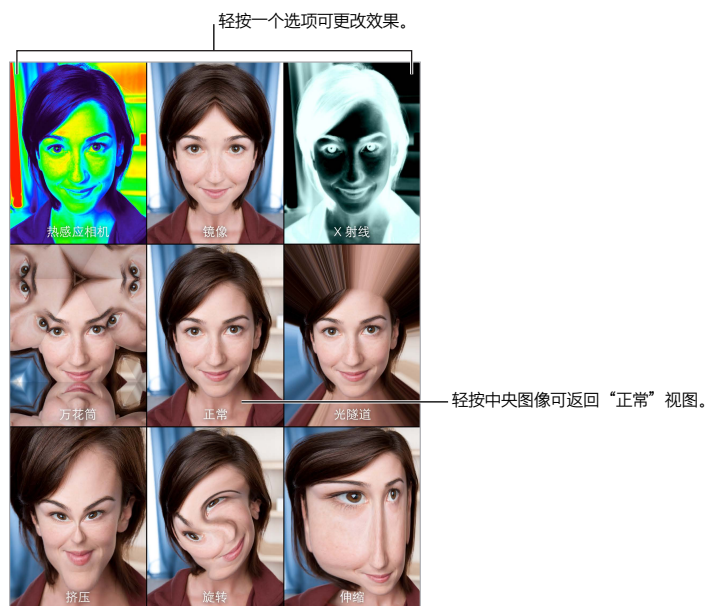 轻按一个选项可更改效果。
热感应相机
镜像
X 射线
万花筒
正常
光隧道
轻按中央图像可返回“正常”视图。
挤压
旋转
伸缩